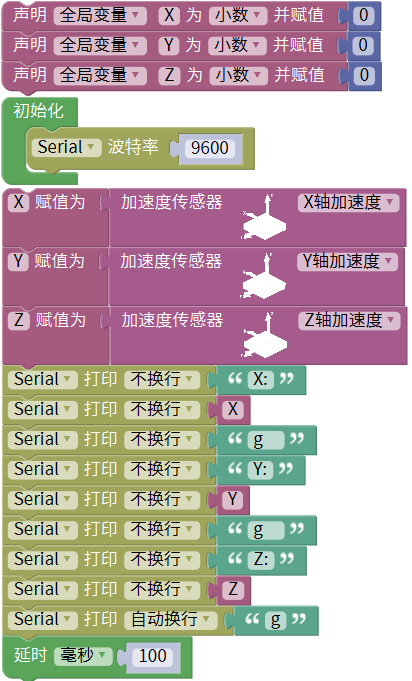 声明 全局变量 X 为 小数 并赋值 0
声明 全局变量 Y 为 小数 并赋值 0
声明 全局变量 Z 为 小数 并赋值 0
初始化
Serial 波特率 9600
X 赋值为 加速度传感器 X轴加速度
Y 赋值为 加速度传感器 Y轴加速度
Z 赋值为 加速度传感器 Z轴加速度
Serial 打印 不换行 “ X: ”
Serial 打印 不换行 X
Serial 打印 不换行 “ g ”
Serial 打印 不换行 “ Y: ”
Serial 打印 不换行 Y
Serial 打印 不换行 “ g ”
Serial 打印 不换行 “ Z: ”
Serial 打印 不换行 Z
Serial 打印 自动换行 “ g ”
延时 毫秒 100